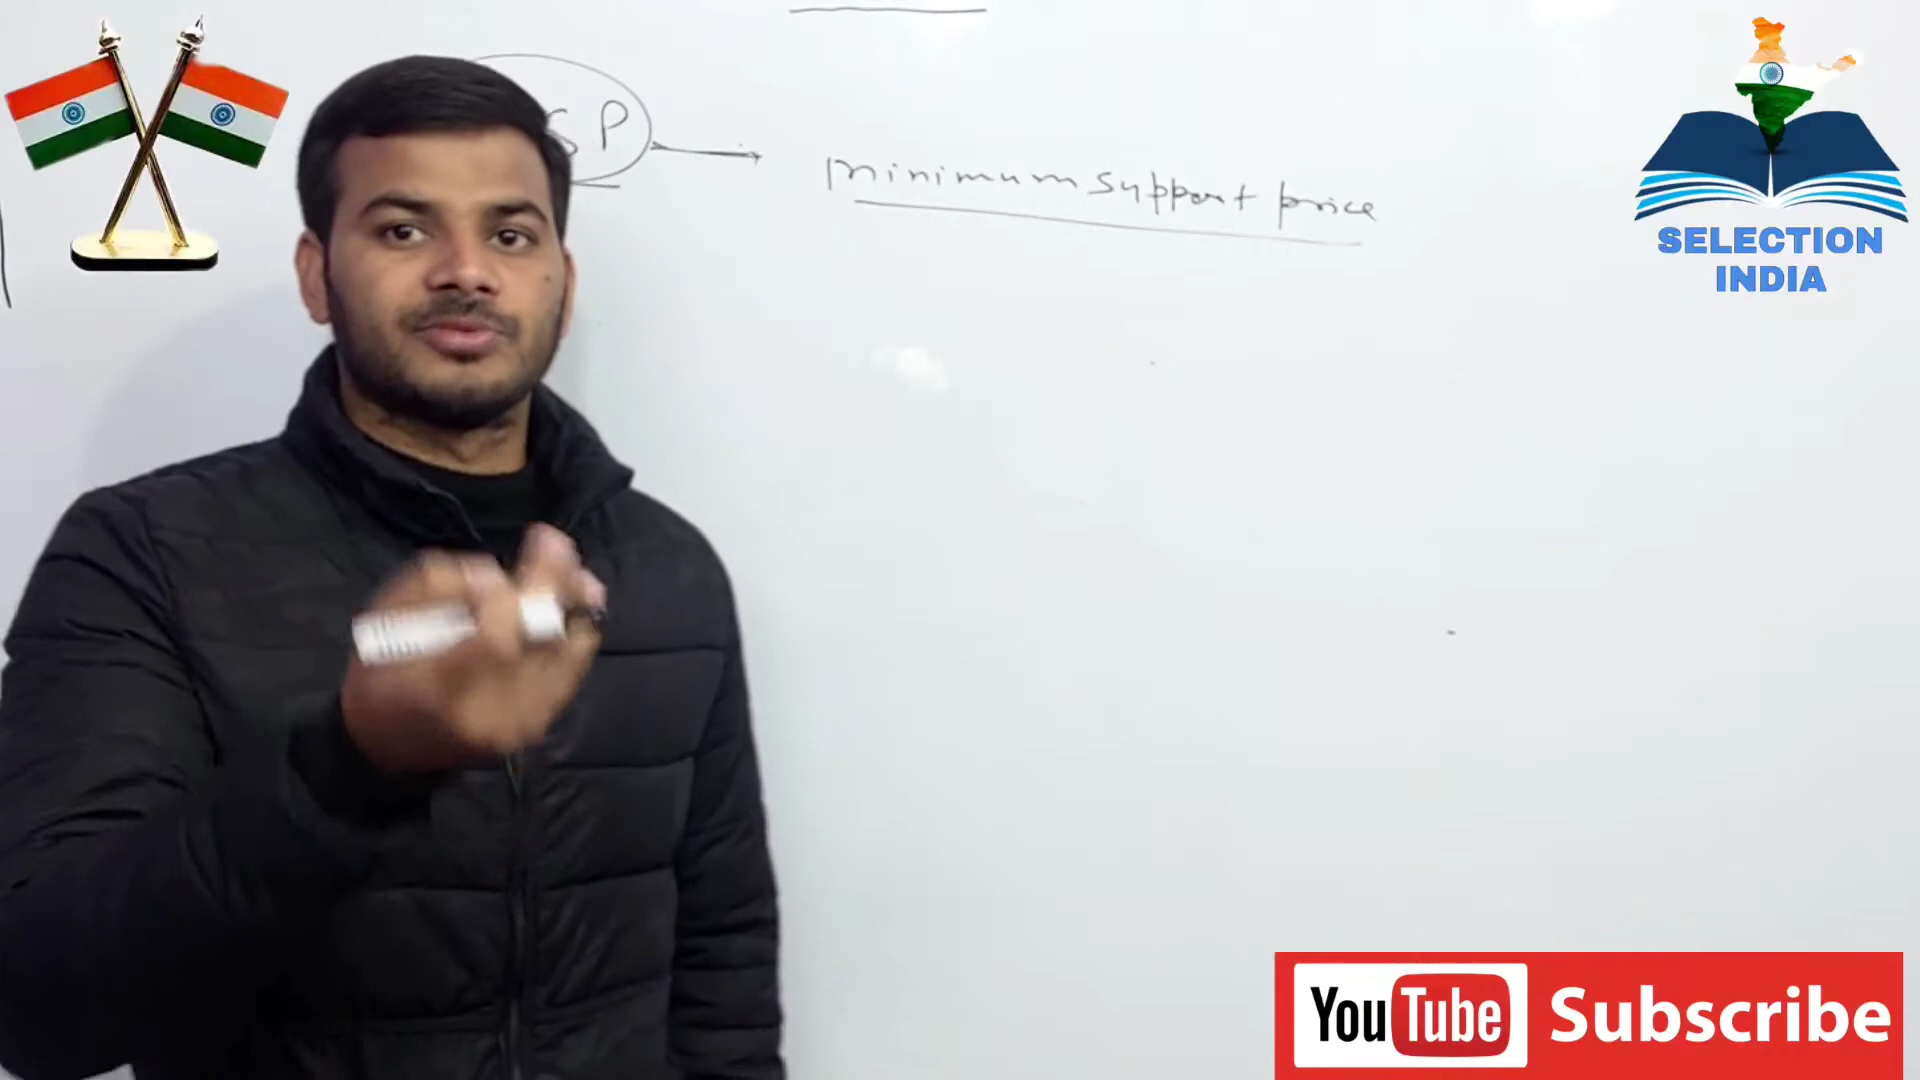 SP
minimum support price
SELECTION
INDIA
YouTube Subscribe